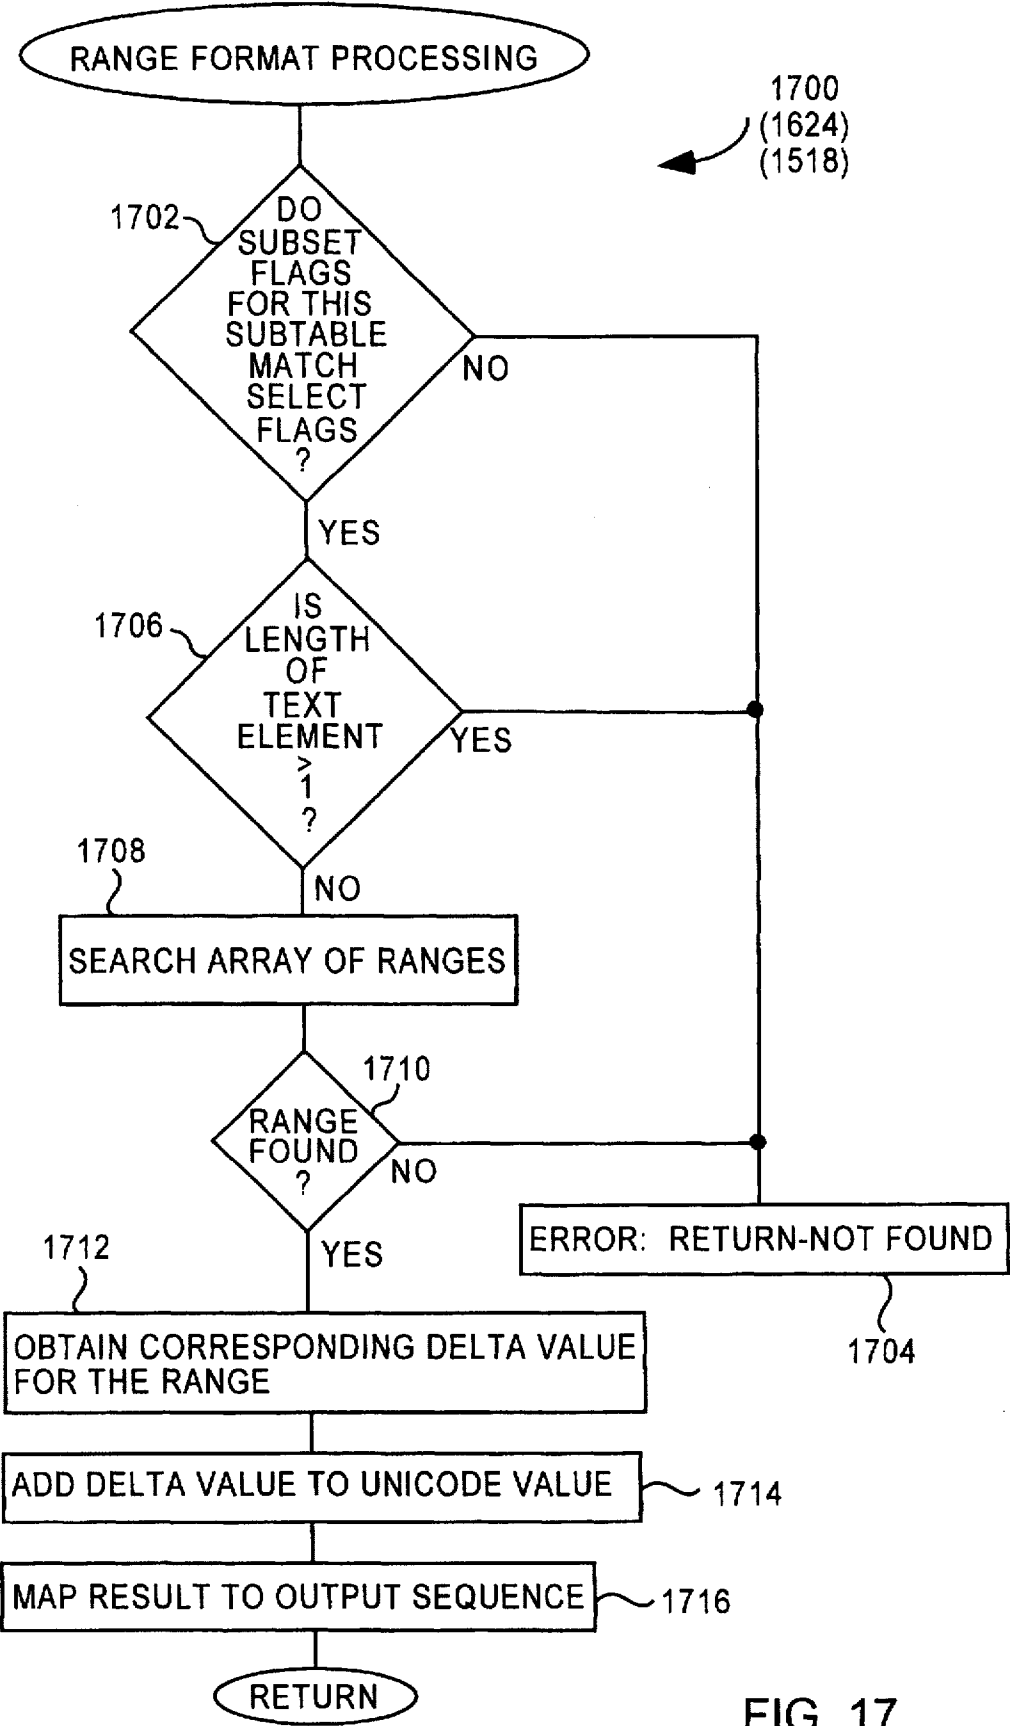 RANGE FORMAT PROCESSING
1700
(1624)
(1518)
1702
DO
SUBSET
FLAGS
FOR THIS
SUBTABLE
MATCH
SELECT
FLAGS
?
NO
YES
1706
IS
LENGTH
OF
TEXT
ELEMENT
>
1
?
YES
NO
1708
SEARCH ARRAY OF RANGES
1710
RANGE
FOUND
?
NO
YES
ERROR: RETURN-NOT FOUND
1704
1712
OBTAIN CORRESPONDING DELTA VALUE
FOR THE RANGE
ADD DELTA VALUE TO UNICODE VALUE
1714
MAP RESULT TO OUTPUT SEQUENCE
1716
RETURN
FIG. 17